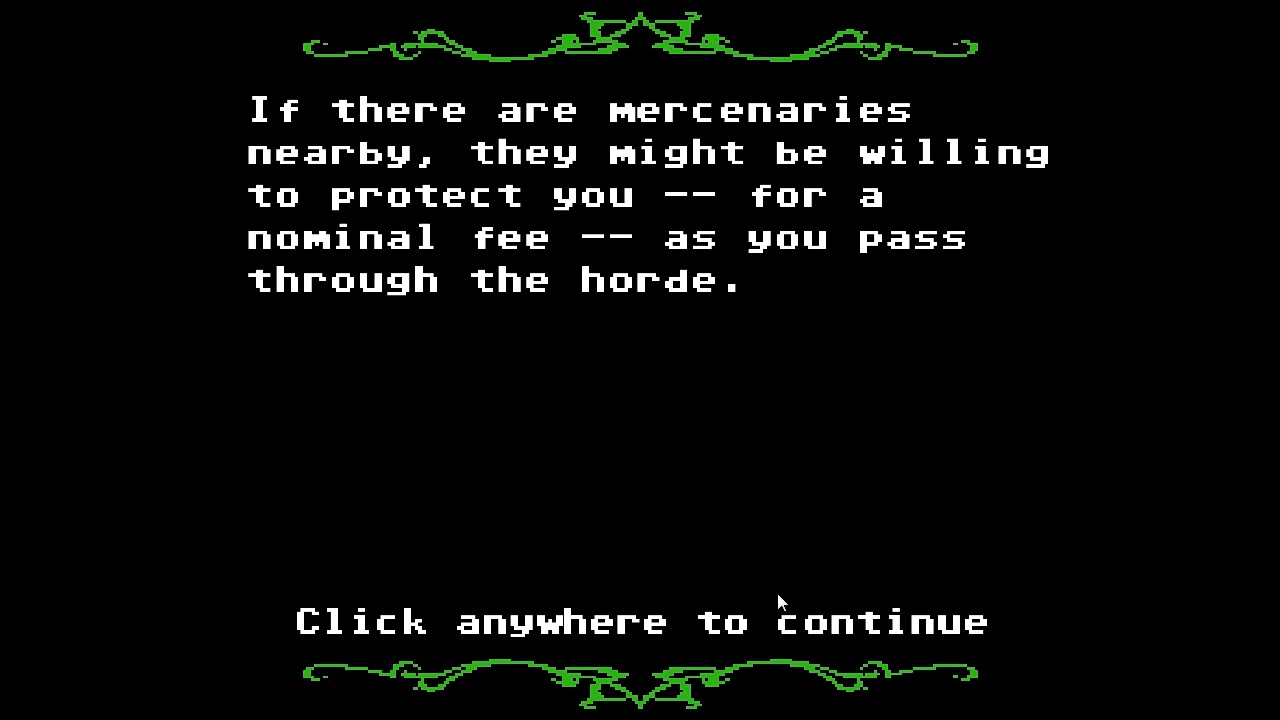 If there are mercenaries
nearby, they might be willing
to protect you -- for a
nominal fee -- as you pass
through the horde.
Click anywhere to continue